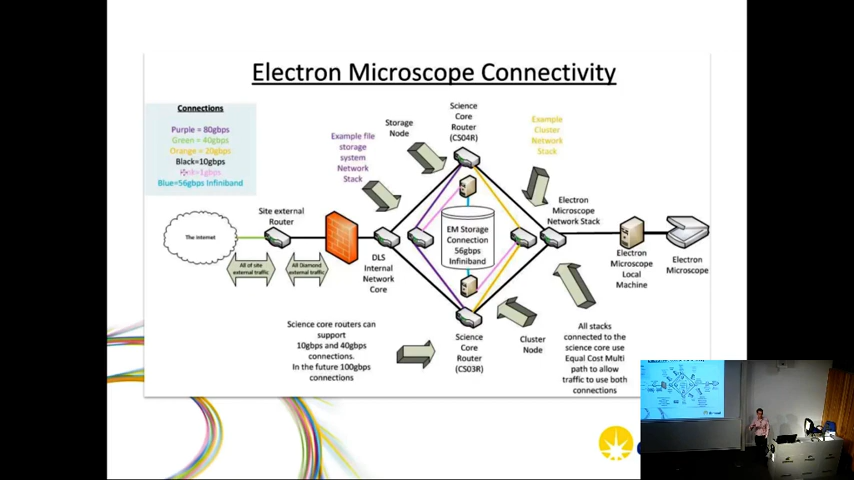 Electron Microscope Connectivity
Connections
Purple = 80gbps
Green = 40gbps
Orange = 20gbps
Black=10gbps
=1gbps
Blue=56gbps Infiniband
Example file
storage
system
Network
Stack
Storage
Node
Science
Core
Router
(CS04R)
Example
Cluster
Network
Stack
Electron
Microscope
Network Stack
Site external
Router
The Internet
All of site
external traffic
All Diamond
external traffic
DLS
Internal
Network
Core
EM Storage
Connection
56gbps
Infiniband
Electron
Microscope
Local
Machine
Electron
Microscope
Science core routers can
support
10gbps and 40gbps
connections.
In the future 100gbps
connections
Science
Core
Router
(CS03R)
Cluster
Node
All stacks
connected to the
science core use
Equal Cost Multi
path to allow
traffic to use both
connections